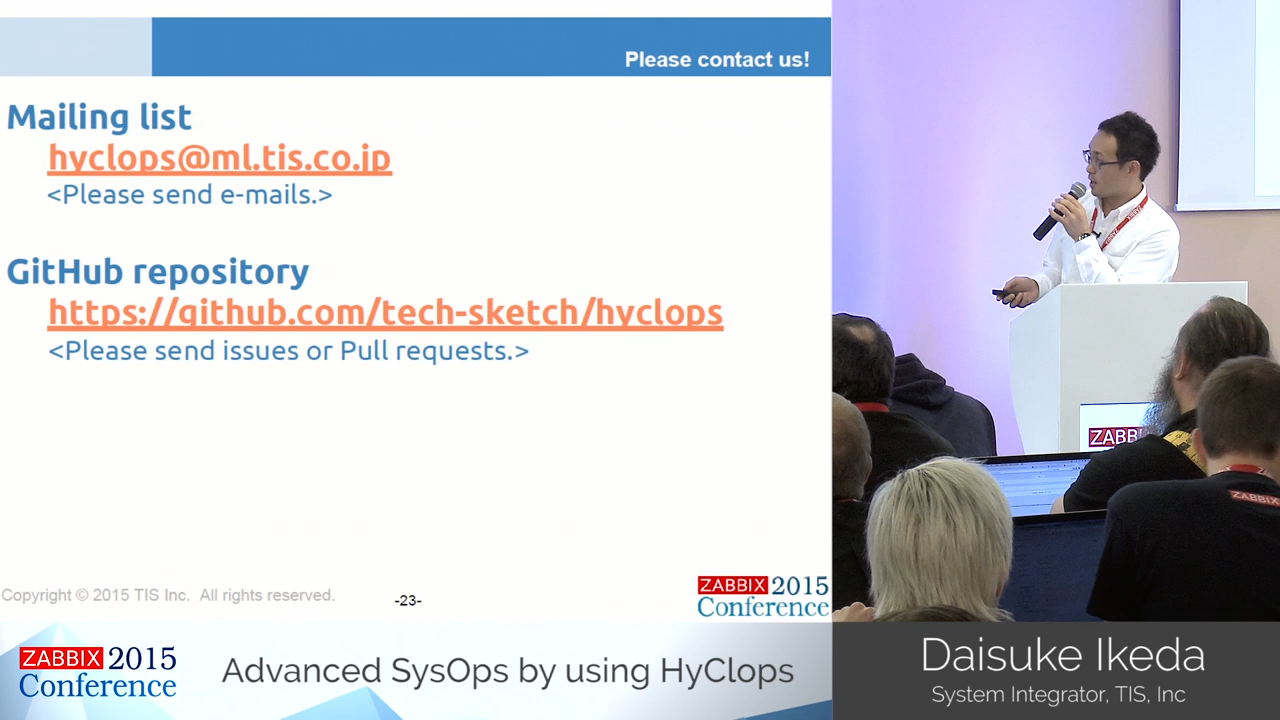 Please contact us!
Mailing list
hyclops@ml.tis.co.jp
<Please send e-mails.>
GitHub repository
https://github.com/tech-sketch/hyclops
<Please send issues or Pull requests.>
Copyright © 2015 TIS Inc. All rights reserved.
-23-
ZABBIX 2015
Conference
ZABBIX 2015
Conference
Advanced SysOps by using HyClops
Daisuke Ikeda
System Integrator, TIS, Inc
ZABBIX